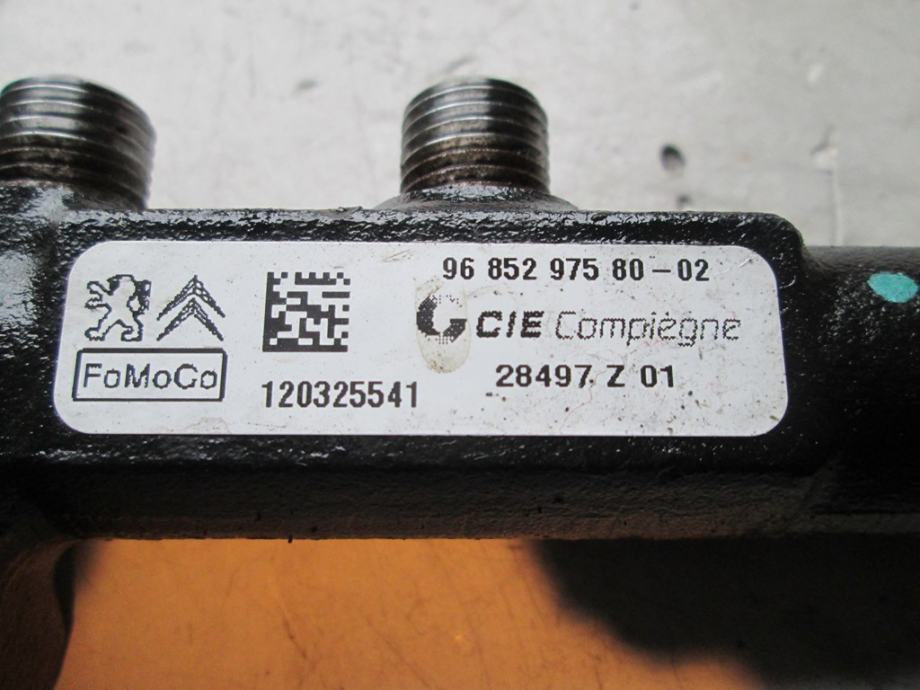 96 852 975 80-02
CIE Compiègne
FoMoCo
120325541
28497 Z 01